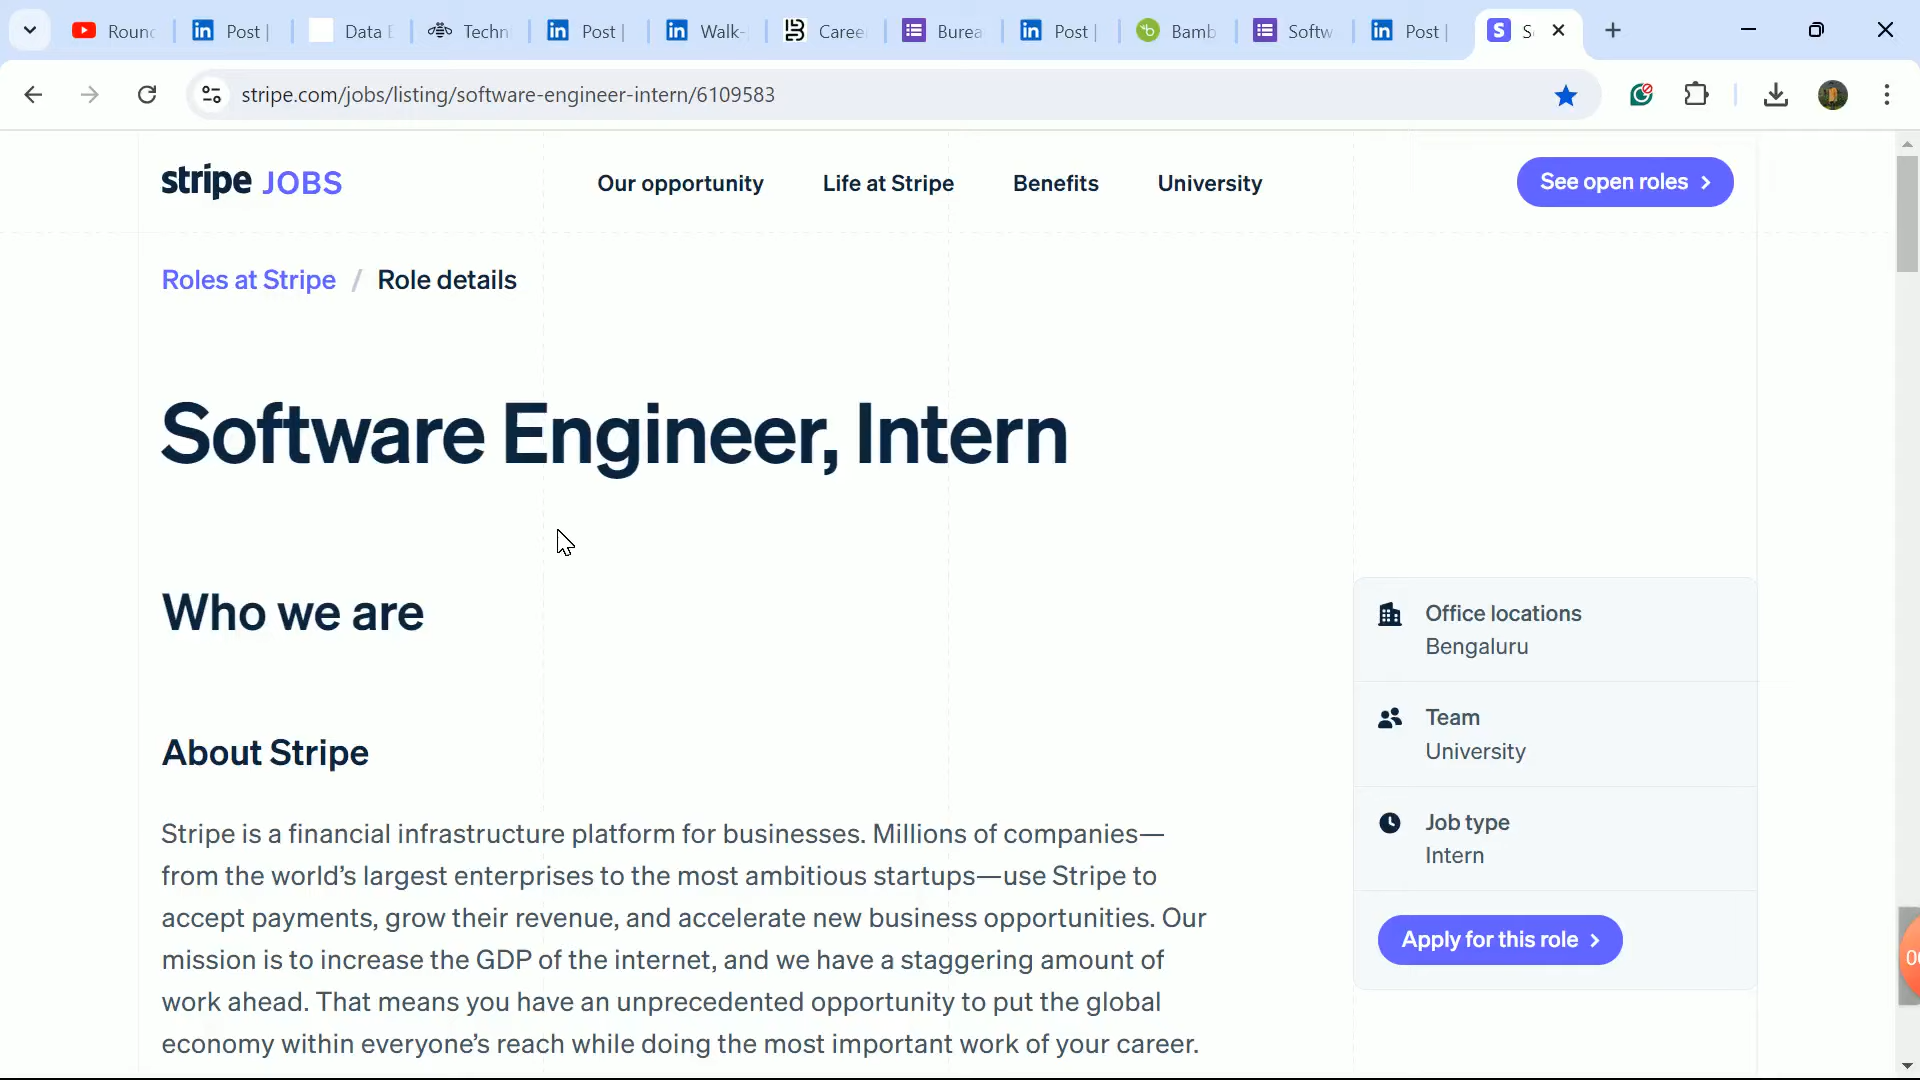 Roun
Post |
Data E
Techn
Post |
Walk-
Caree
Burea
Post |
Bamb
Softw
Post |
S
stripe.com/jobs/listing/software-engineer-intern/6109583
stripe JOBS
Our opportunity
Life at Stripe
Benefits
University
See open roles
Roles at Stripe / Role details
Software Engineer, Intern
Who we are
About Stripe
Stripe is a financial infrastructure platform for businesses. Millions of companies—
from the world’s largest enterprises to the most ambitious startups—use Stripe to
accept payments, grow their revenue, and accelerate new business opportunities. Our
mission is to increase the GDP of the internet, and we have a staggering amount of
work ahead. That means you have an unprecedented opportunity to put the global
economy within everyone’s reach while doing the most important work of your career.
Office locations
Bengaluru
Team
University
Job type
Intern
Apply for this role